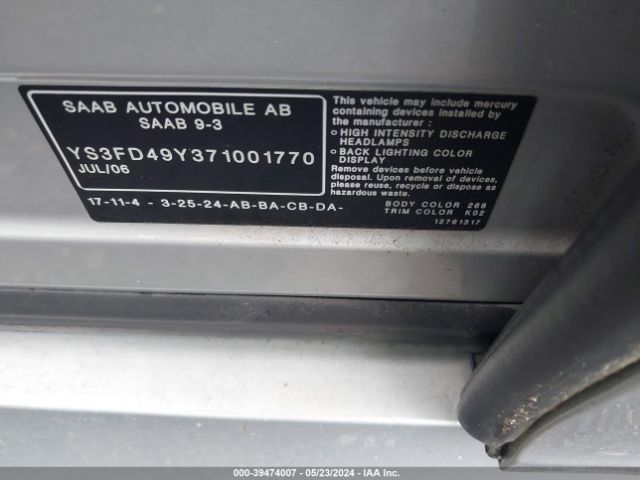 SAAB AUTOMOBILE AB
SAAB 9-3
YS3FD49Y371001770
JUL/06
17-11-4 - 3-25-24-AB-BA-CB-DA-
This vehicle may include mercury
containing devices installed by
the manufacturer :
o HIGH INTENSITY DISCHARGE
HEADLAMPS
o BACK LIGHTING COLOR
DISPLAY
Remove devices before vehicle
disposal. Upon removal of devices,
please reuse, recycle or dispose as
hazardous waste.
BODY COLOR 268
TRIM COLOR K02
12761317
000-39474007 - 05/23/2024 - IAAI.COM